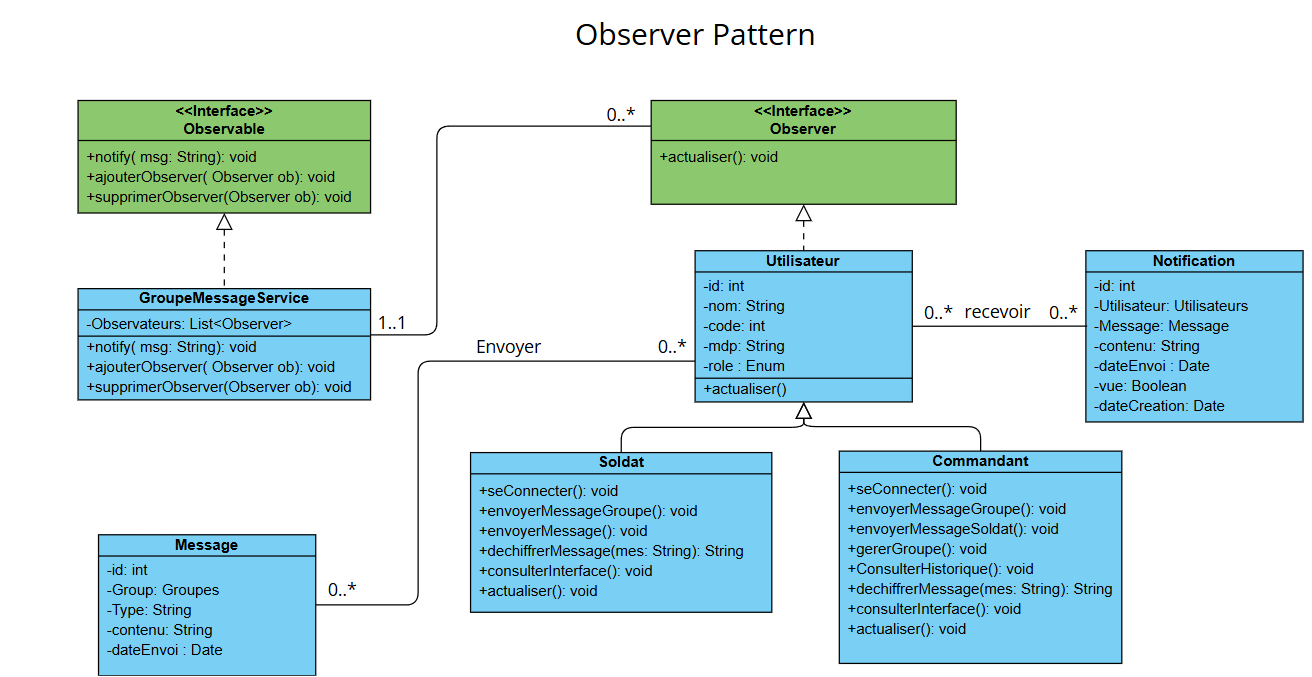 Observer Pattern
<<Interface>>
Observable
+notify( msg: String): void
+ajouterObserver( Observer ob): void
+supprimerObserver(Observer ob): void
0..*
<<Interface>>
Observer
+actualiser(): void
GroupeMessageService
-Observateurs: List<Observer>
+notify( msg: String): void
+ajouterObserver( Observer ob): void
+supprimerObserver(Observer ob): void
1..1
Envoyer
0..*
Utilisateur
-id: int
-nom: String
-code: int
-mdp: String
-role : Enum
+actualiser()
0..* recevoir 0..*
Notification
-id: int
-Utilisateur: Utilisateurs
-Message: Message
-contenu: String
-dateEnvoi : Date
-vue: Boolean
-dateCreation: Date
Soldat
+seConnecter(): void
+envoyerMessageGroupe(): void
+envoyerMessage(): void
+dechiffrerMessage(mes: String): String
+consulterInterface(): void
+actualiser(): void
Commandant
+seConnecter(): void
+envoyerMessageGroupe(): void
+envoyerMessageSoldat(): void
+gererGroupe(): void
+ConsulterHistorique(): void
+dechiffrerMessage(mes: String): String
+consulterInterface(): void
+actualiser(): void
Message
-id: int
-Group: Groupes
-Type: String
-contenu: String
-dateEnvoi : Date
0..*